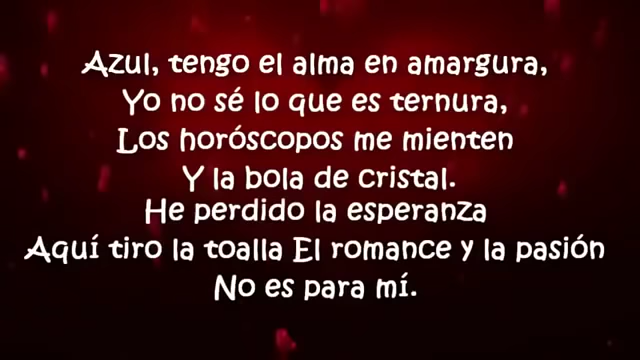 Azul, tengo el alma en amargura,
Yo no sé lo que es ternura,
Los horóscopos me mienten
Y la bola de cristal.
He perdido la esperanza
Aquí tiro la toalla El romance y la pasión
No es para mí.